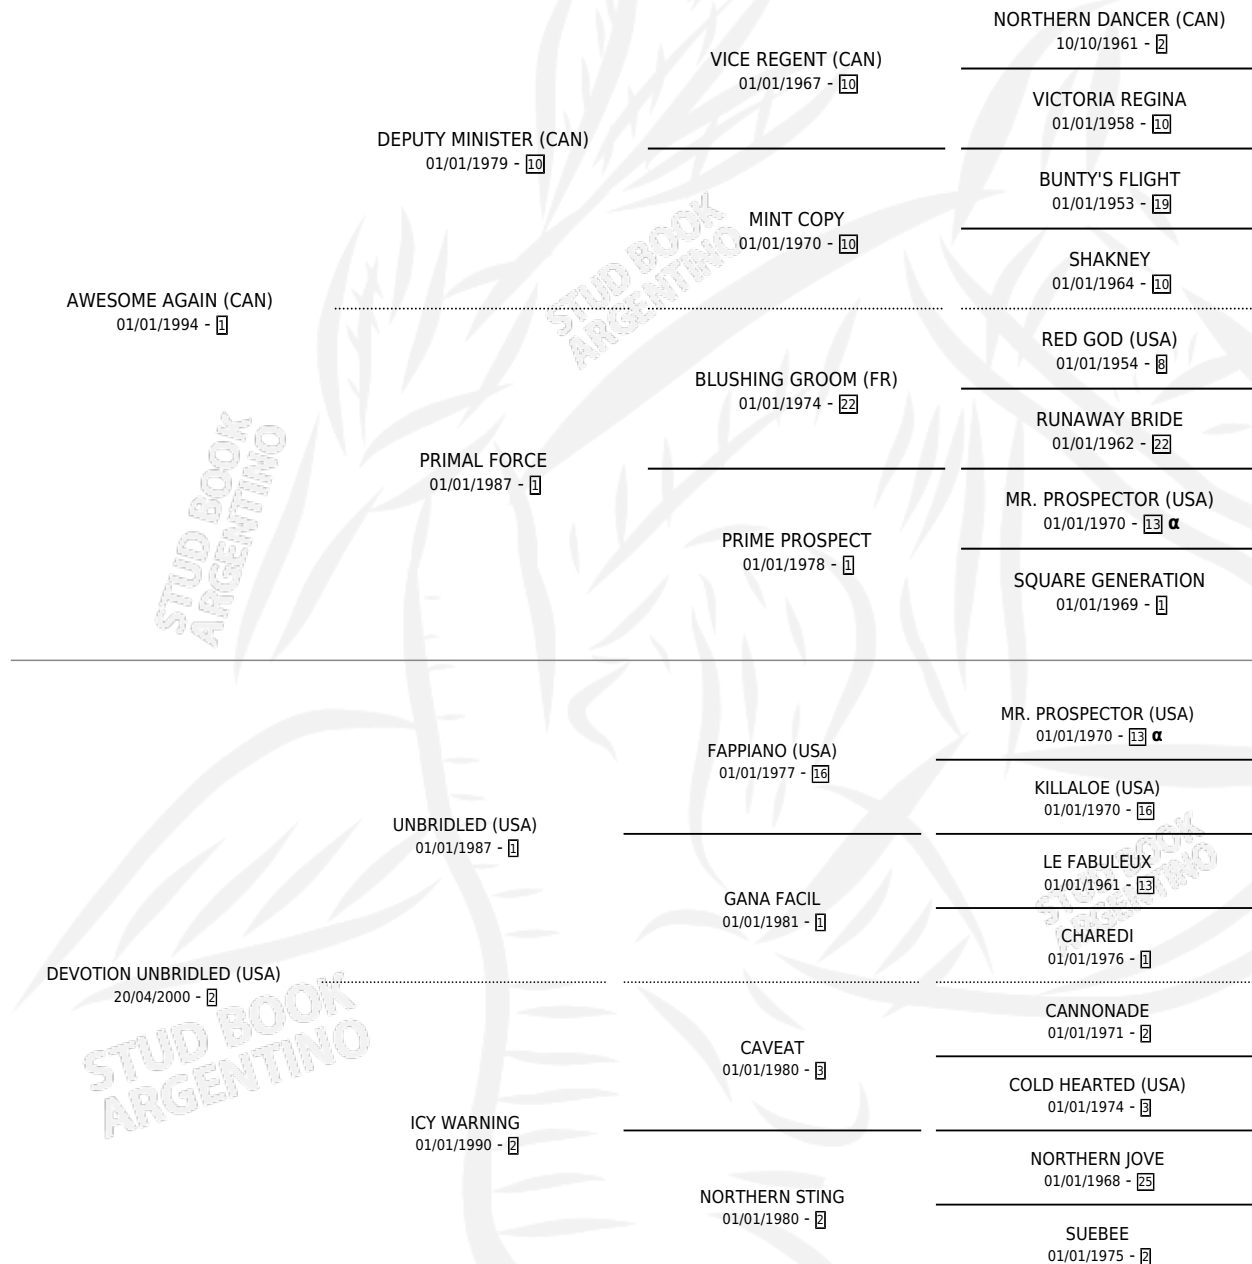 NORTHERN DANCER (CAN)
10/10/1961 - 2
VICE REGENT (CAN)
01/01/1967 - 10
VICTORIA REGINA
01/01/1958 - 10
DEPUTY MINISTER (CAN)
01/01/1979 - 10
BUNTY'S FLIGHT
01/01/1953 - 19
MINT COPY
01/01/1970 - 10
SHAKNEY
01/01/1964 - 10
STUD BOOK
ARGENTINO
AWESOME AGAIN (CAN)
01/01/1994 - 1
RED GOD (USA)
01/01/1954 - 8
BLUSHING GROOM (FR)
01/01/1974 - 22
RUNAWAY BRIDE
01/01/1962 - 22
STUD BOOK
ARGENTINO
PRIMAL FORCE
01/01/1987 - 1
MR. PROSPECTOR (USA)
01/01/1970 - 13 α
PRIME PROSPECT
01/01/1978 - 1
SQUARE GENERATION
01/01/1969 - 1
MR. PROSPECTOR (USA)
01/01/1970 - 13 α
FAPPIANO (USA)
01/01/1977 - 16
KILLALOE (USA)
01/01/1970 - 16
UNBRIDLED (USA)
01/01/1987 - 1
LE FABULEUX
01/01/1961 - 13
STUD BOOK
ARGENTINO
GANA FACIL
01/01/1981 - 1
CHAREDI
01/01/1976 - 1
DEVOTION UNBRIDLED (USA)
20/04/2000 - 2
STUD BOOK
ARGENTINO
CANNONADE
01/01/1971 - 2
CAVEAT
01/01/1980 - 3
COLD HEARTED (USA)
01/01/1974 - 3
ICY WARNING
01/01/1990 - 2
NORTHERN JOVE
01/01/1968 - 25
NORTHERN STING
01/01/1980 - 2
SUEBEE
01/01/1975 - 2